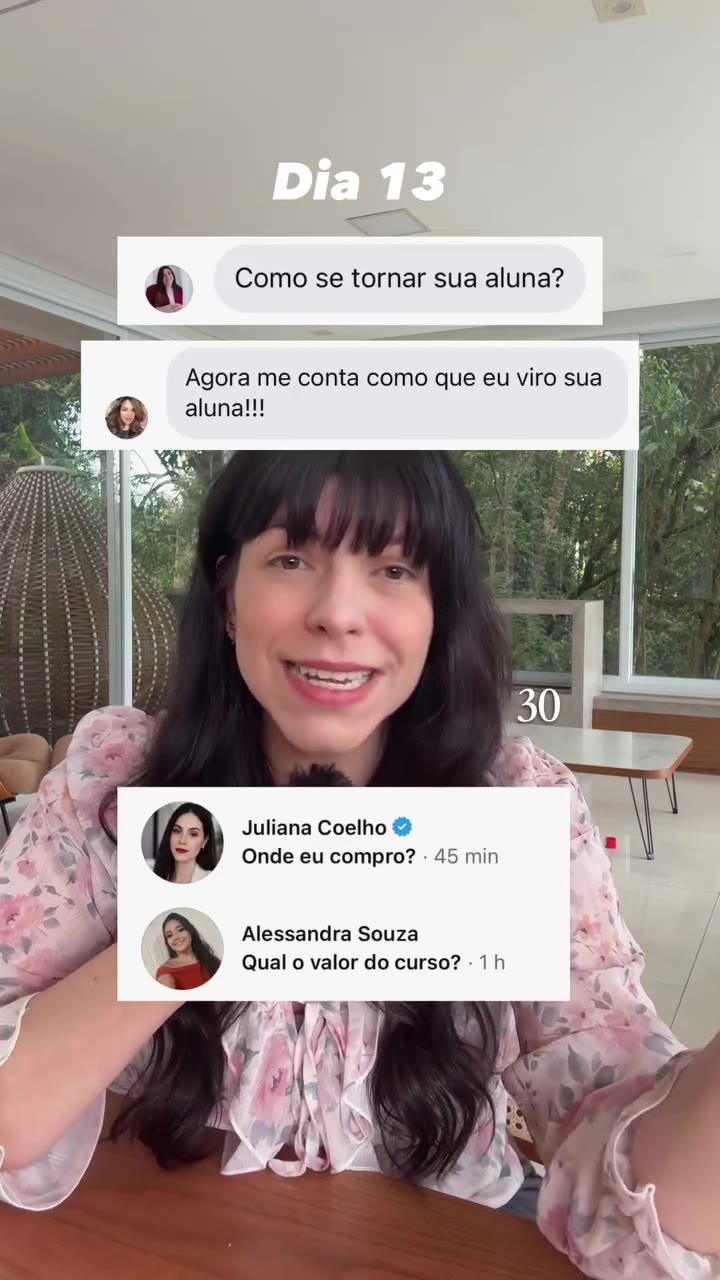 Dia 13
Como se tornar sua aluna?
Agora me conta como que eu viro sua
aluna!!!
30
Juliana Coelho
Onde eu compro? · 45 min
Alessandra Souza
Qual o valor do curso? · 1 h